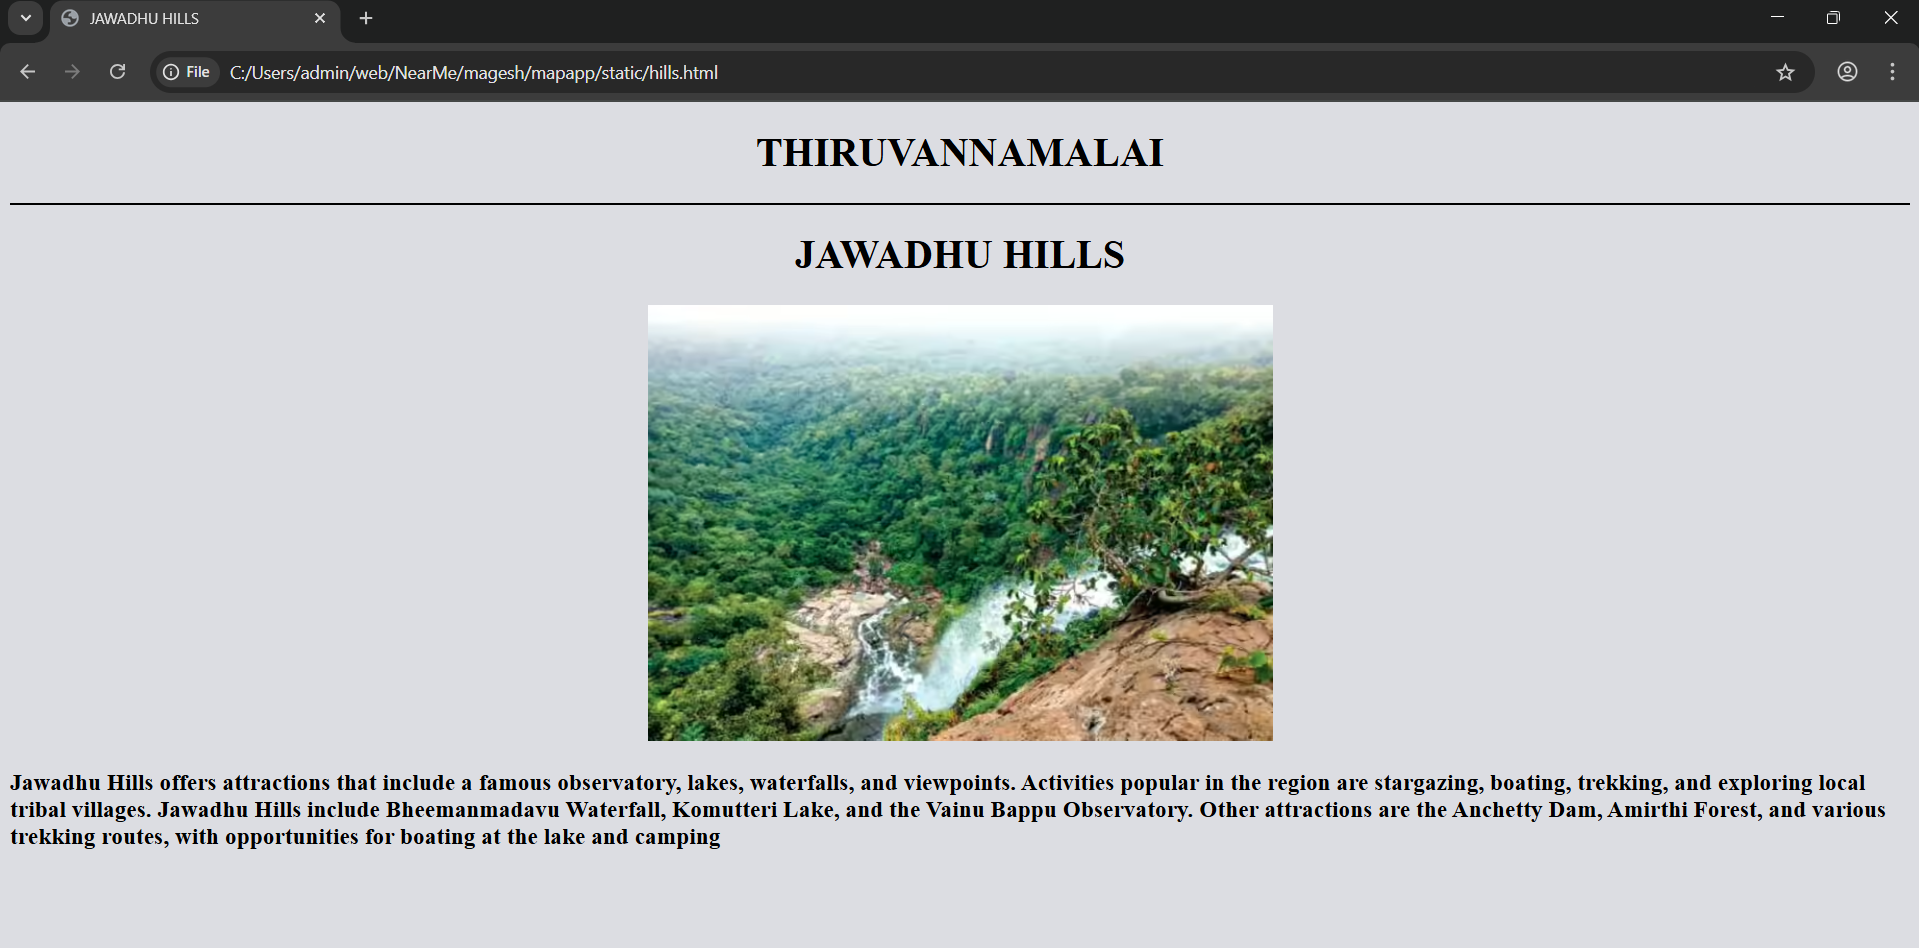 JAWADHU HILLS
File
C:/Users/admin/web/NearMe/magesh/mapapp/static/hills.html
THIRUVANNAMALAI
JAWADHU HILLS
Jawadhu Hills offers attractions that include a famous observatory, lakes, waterfalls, and viewpoints. Activities popular in the region are stargazing, boating, trekking, and exploring local
tribal villages. Jawadhu Hills include Bheemanmadavu Waterfall, Komutteri Lake, and the Vainu Bappu Observatory. Other attractions are the Anchetty Dam, Amirthi Forest, and various
trekking routes, with opportunities for boating at the lake and camping